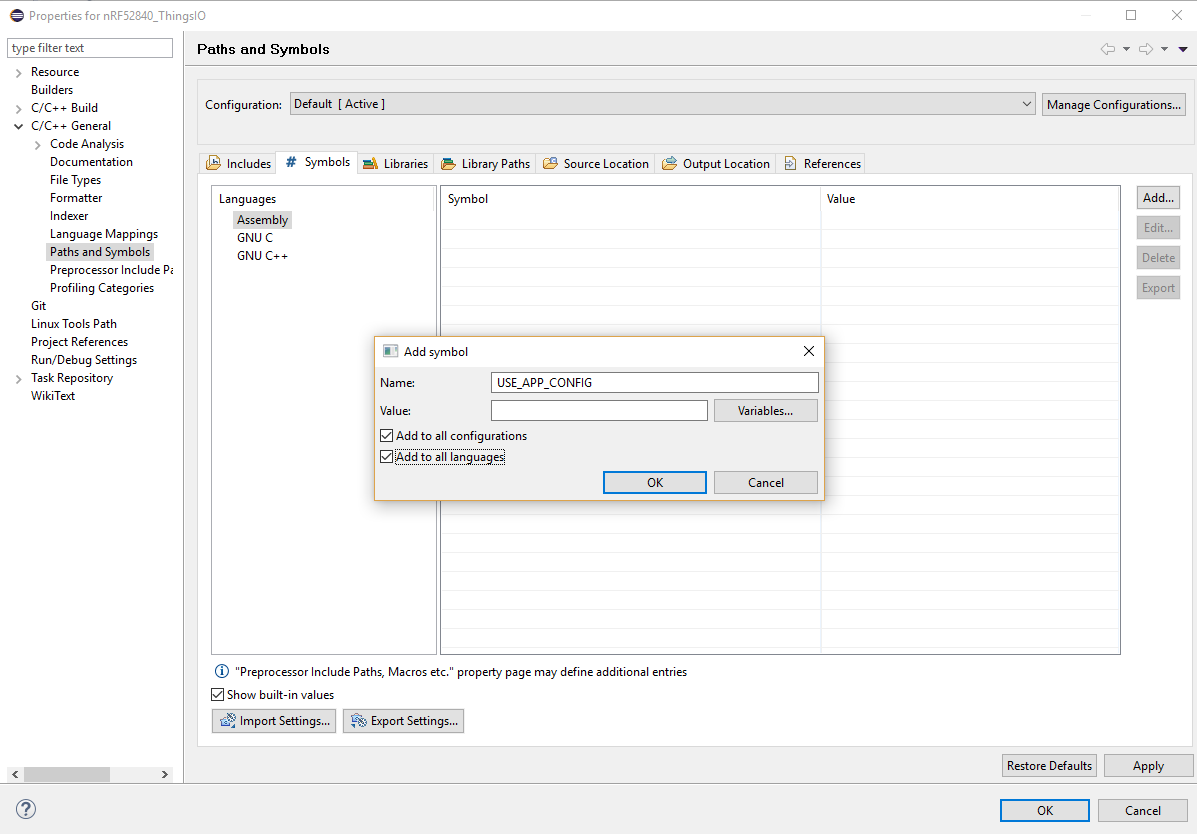 Properties for nRF52840_ThingsIO
type filter text
Resource
Builders
C/C++ Build
C/C++ General
Code Analysis
Documentation
File Types
Formatter
Indexer
Language Mappings
Paths and Symbols
Preprocessor Include Pa
Profiling Categories
Git
Linux Tools Path
Project References
Run/Debug Settings
Task Repository
WikiText
Paths and Symbols
Configuration: Default [ Active ] Manage Configurations...
Includes # Symbols Libraries Library Paths Source Location Output Location References
Languages
Assembly
GNU C
GNU C++
Symbol Value
Add...
Edit...
Delete
Export
Add symbol
Name: USE_APP_CONFIG
Value: Variables...
Add to all configurations
Add to all languages
OK Cancel
"Preprocessor Include Paths, Macros etc." property page may define additional entries
Show built-in values
Import Settings... Export Settings...
Restore Defaults Apply
? OK Cancel